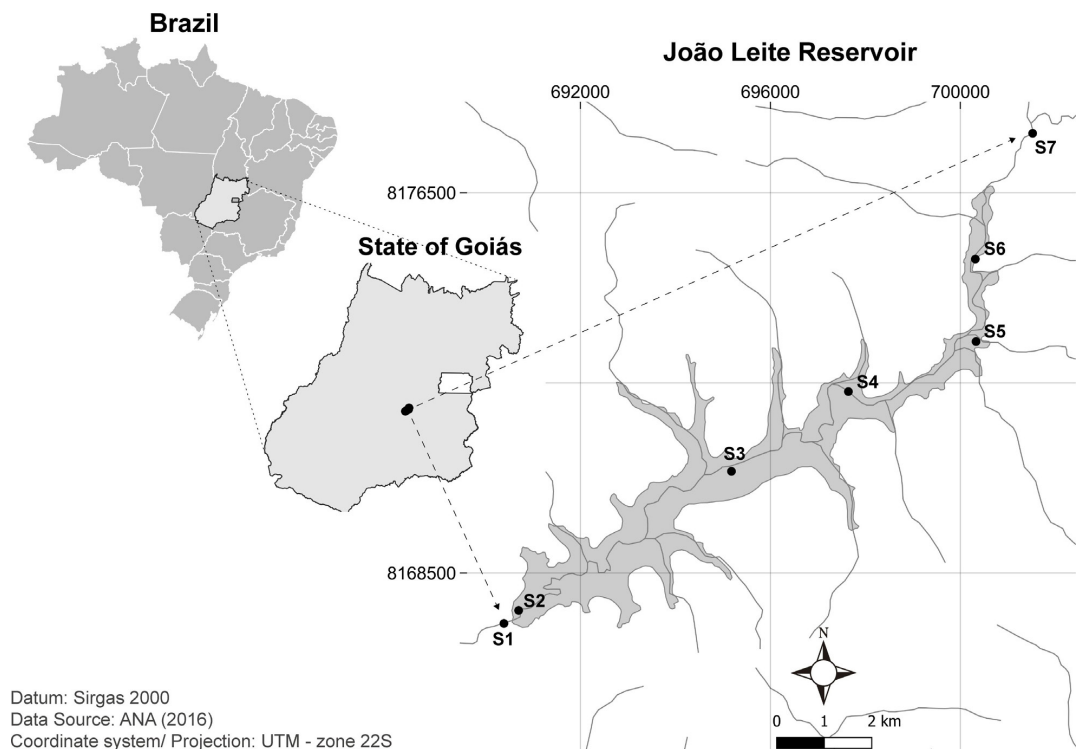 Brazil
João Leite Reservoir
692000 696000 700000
S7
8176500
State of Goiás
S6
S5
S4
S3
8168500
S2
S1
N
Datum: Sirgas 2000
Data Source: ANA (2016)
Coordinate system/ Projection: UTM - zone 22S
0 1 2 km